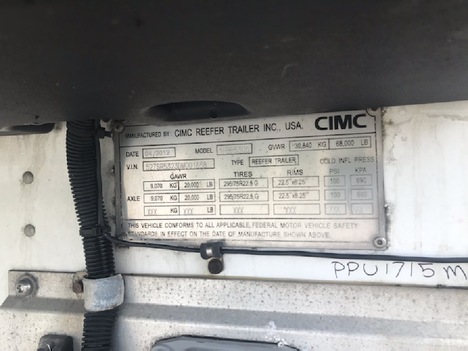 MANUFACTURED BY: CIMC REEFER TRAILER INC., USA. CIMC
DATE 04/2012 MODEL GVWR 30,840 KG 68,000 LB
V.I.N. TYPE REEFER TRAILER COLD INFL. PRESS
GAWR TIRES RIMS PSI KPA
9,070 KG 20,000 LB 295/75R22.5 G 22.5"x8.25"
AXLE 9,070 KG 20,000 LB 295/75R22.5 G 22.5"x8.25"
XXX KG XXX LB XXX XXX XXX XXX
THIS VEHICLE CONFORMS TO ALL APPLICABLE, FEDERAL MOTOR VEHICLE SAFETY
STANDARDS IN EFFECT ON THE DATE OF MANUFACTURE SHOWN ABOVE.
PPU1715M